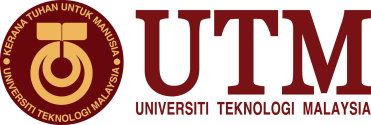 • KERANA TUHAN UNTUK MANUSIA •
UNIVERSITI TEKNOLOGI MALAYSIA
UTM
UNIVERSITI TEKNOLOGI MALAYSIA